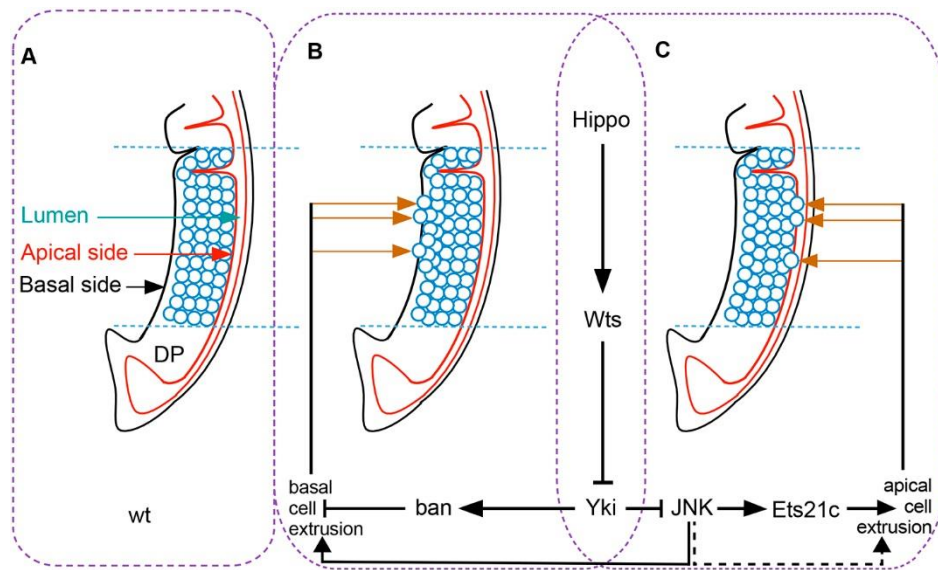 A
B
C
Hippo
Lumen
Apical side
Basal side
Wts
DP
wt
basal
cell
extrusion
ban
Yki
JNK
Ets21c
apical
cell
extrusion